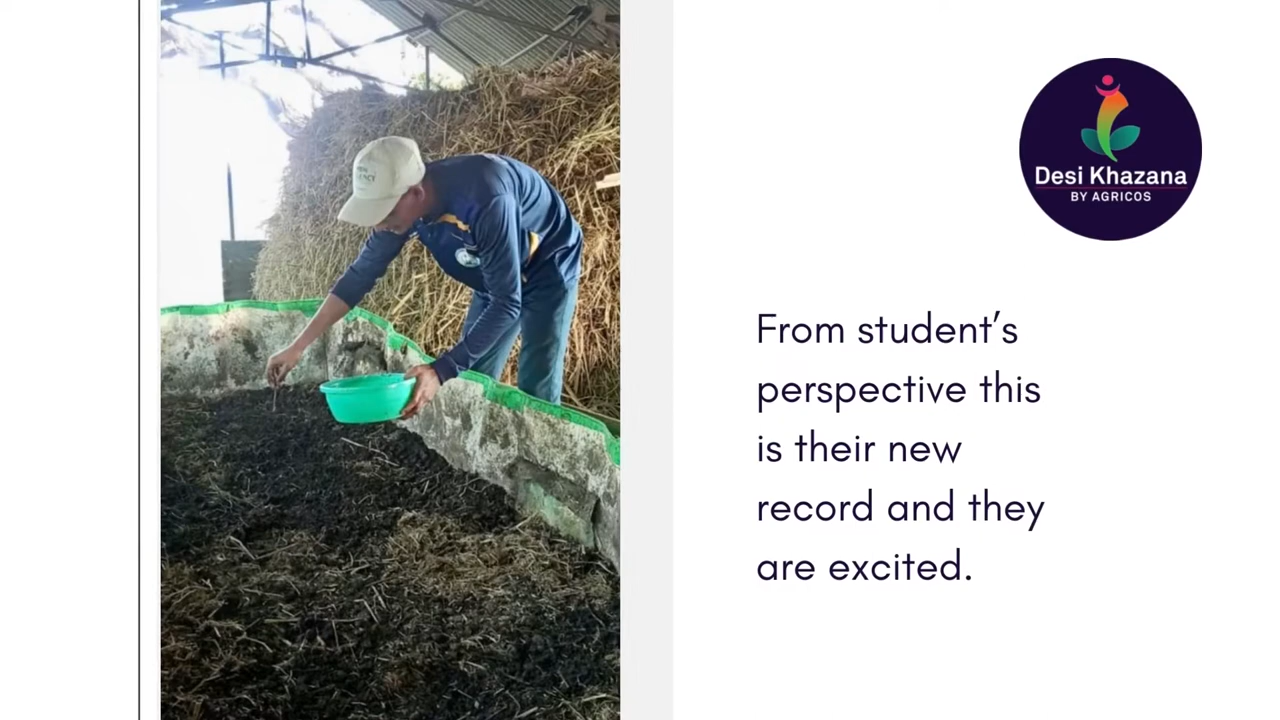 Desi Khazana
BY AGRICOS
From student’s
perspective this
is their new
record and they
are excited.